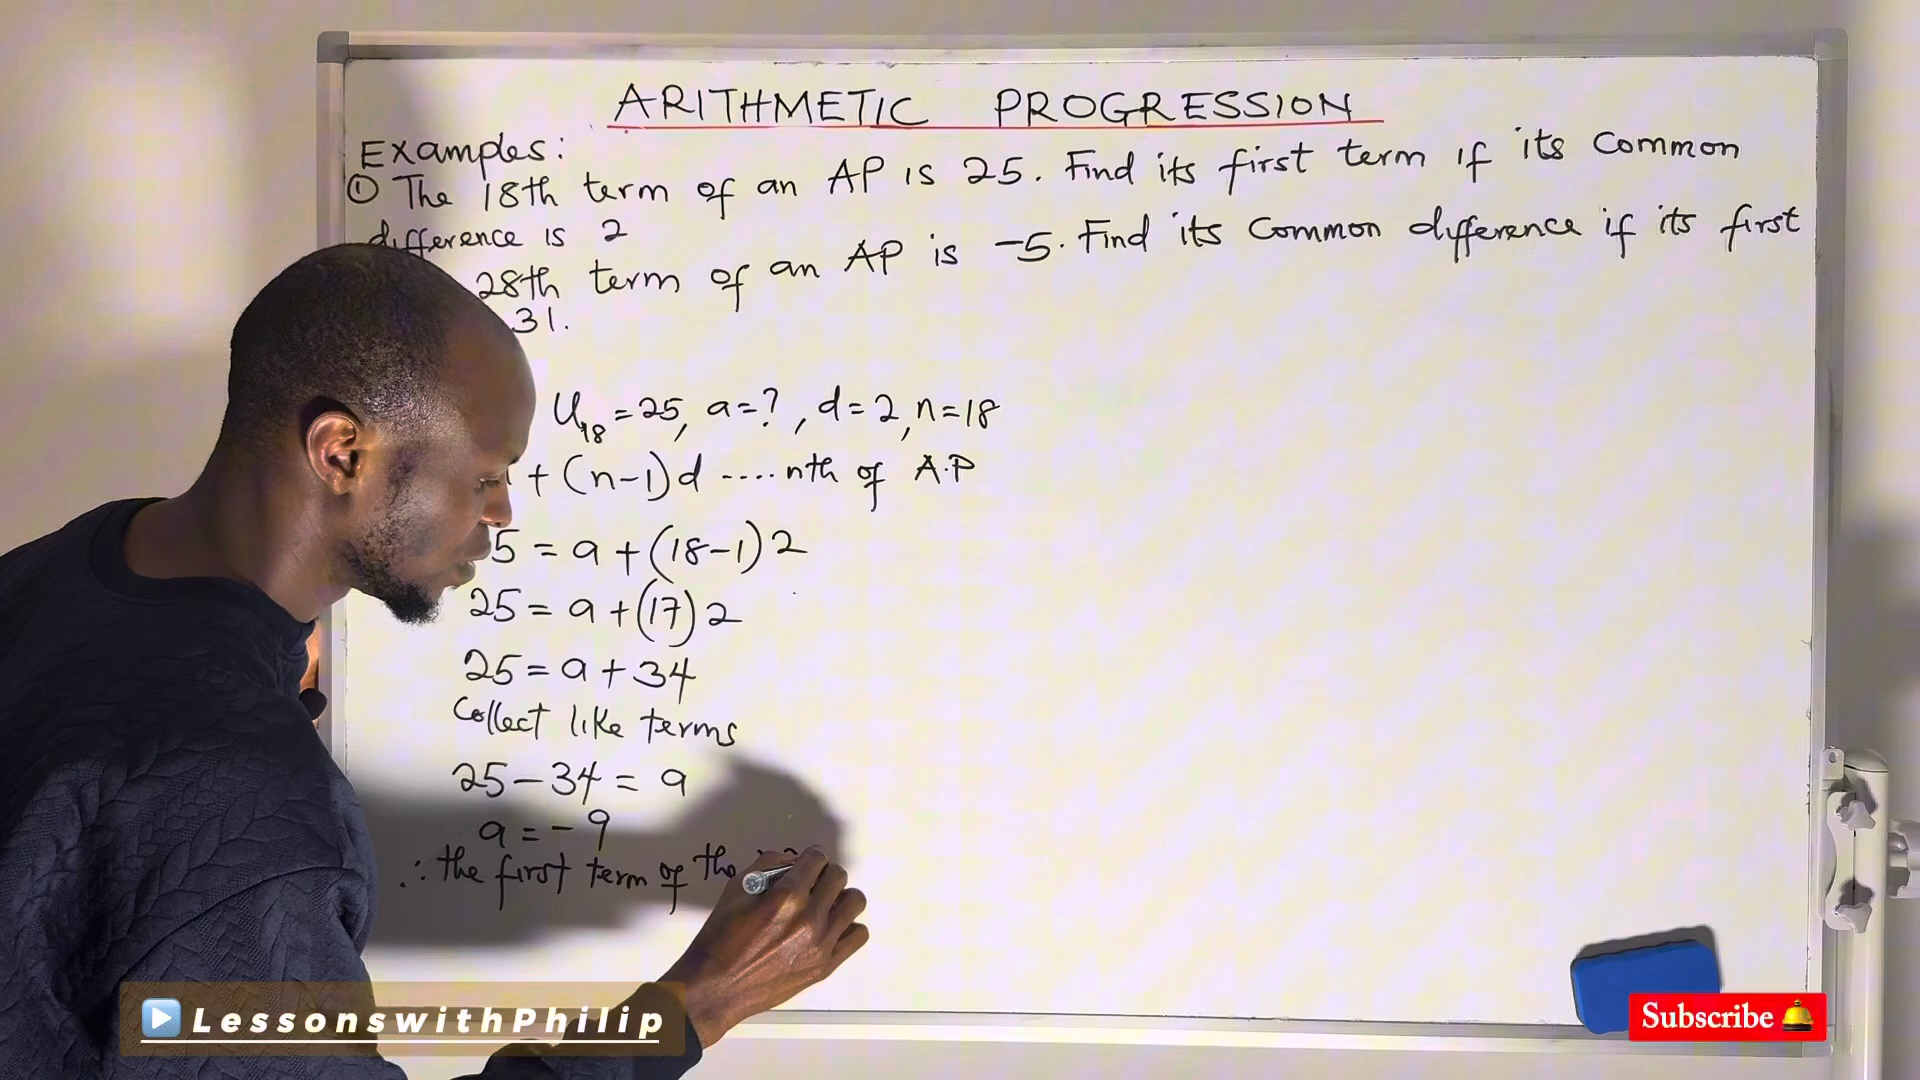 ARITHMETIC PROGRESSION
Examples:
① The 18th term of an AP is 25. Find its first term if its common
difference is 2
28th term of an AP is -5. Find its common difference if its first
31.
U₁₈ = 25, a = ?, d = 2, n = 18
+ (n-1)d ....nth of A.P
5 = a + (18-1)2
25 = a + (17)2
25 = a + 34
Collect like terms
25 - 34 = a
a = -9
∴ the first term of the
LessonswithPhilip
Subscribe